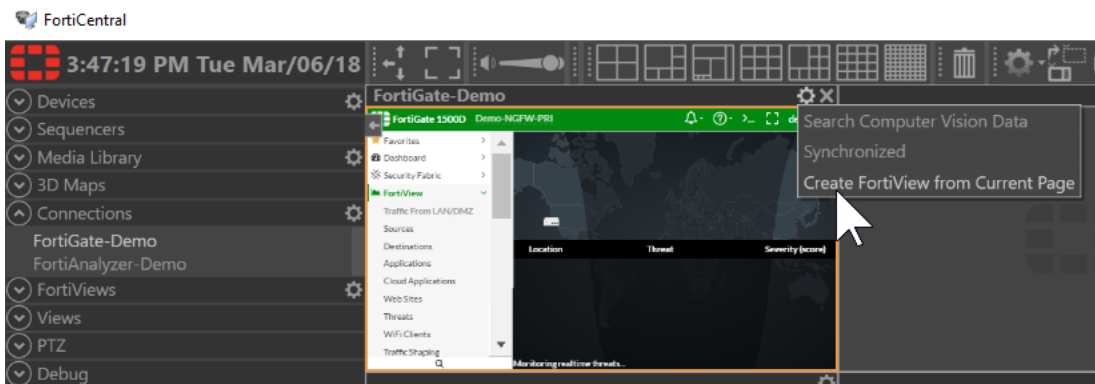 FortiCentral
3:47:19 PM Tue Mar/06/18
Devices
Sequencers
Media Library
3D Maps
Connections
FortiGate-Demo
FortiAnalyzer-Demo
FortiViews
Views
PTZ
Debug
FortiGate-Demo
FortiGate 1500D Demo-NGFW-PRI
Favorites
Dashboard
Security Fabric
FortiView
Traffic From LAN/DMZ
Sources
Destinations
Applications
Cloud Applications
Web Sites
Threats
WiFi Clients
Traffic Shaping
Location Threat Severity (score)
Monitoring realtime threats...
Search Computer Vision Data
Synchronized
Create FortiView from Current Page